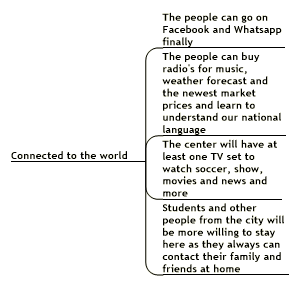 The people can go on
Facebook and Whatsapp
finally
The people can buy
radio's for music,
weather forecast and
the newest market
prices and learn to
understand our national
language
Connected to the world
The center will have at
least one TV set to
watch soccer, show,
movies and news and
more
Students and other
people from the city will
be more willing to stay
here as they always can
contact their family and
friends at home